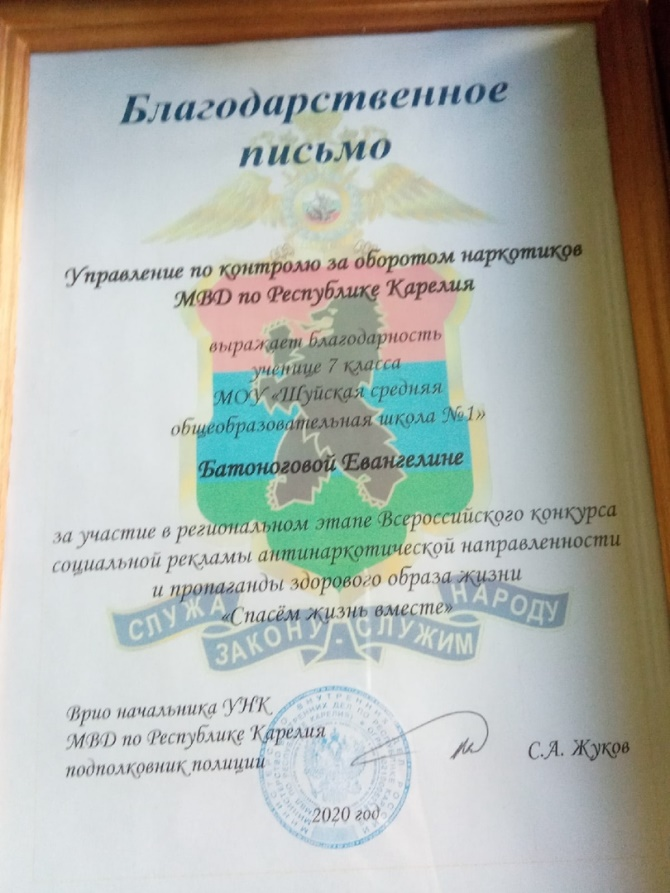 Благодарственное
письмо
Управление по контролю за оборотом наркотиков
МВД по Республике Карелия
выражает благодарность
ученице 7 класса
МОУ «Шуйская средняя
общеобразовательная школа №1»
Батоноговой Евангелине
за участие в региональном этапе Всероссийского конкурса
социальной рекламы антинаркотической направленности
и пропаганды здорового образа жизни
«Спасём жизнь вместе»
СЛУЖА ЗАКОНУ - СЛУЖИМ НАРОДУ
Врио начальника УНК
МВД по Республике Карелия
подполковник полиции
С.А. Жуков
2020 год